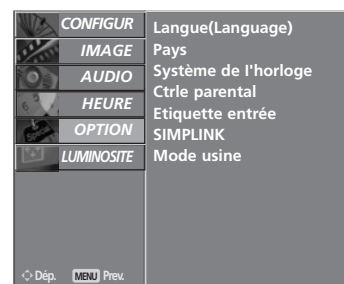 CONFIGUR
IMAGE
AUDIO
HEURE
OPTION
LUMINOSITE
Dép. MENU Prev.
Langue(Language)
Pays
Système de l'horloge
Ctrle parental
Etiquette entrée
SIMPLINK
Mode usine